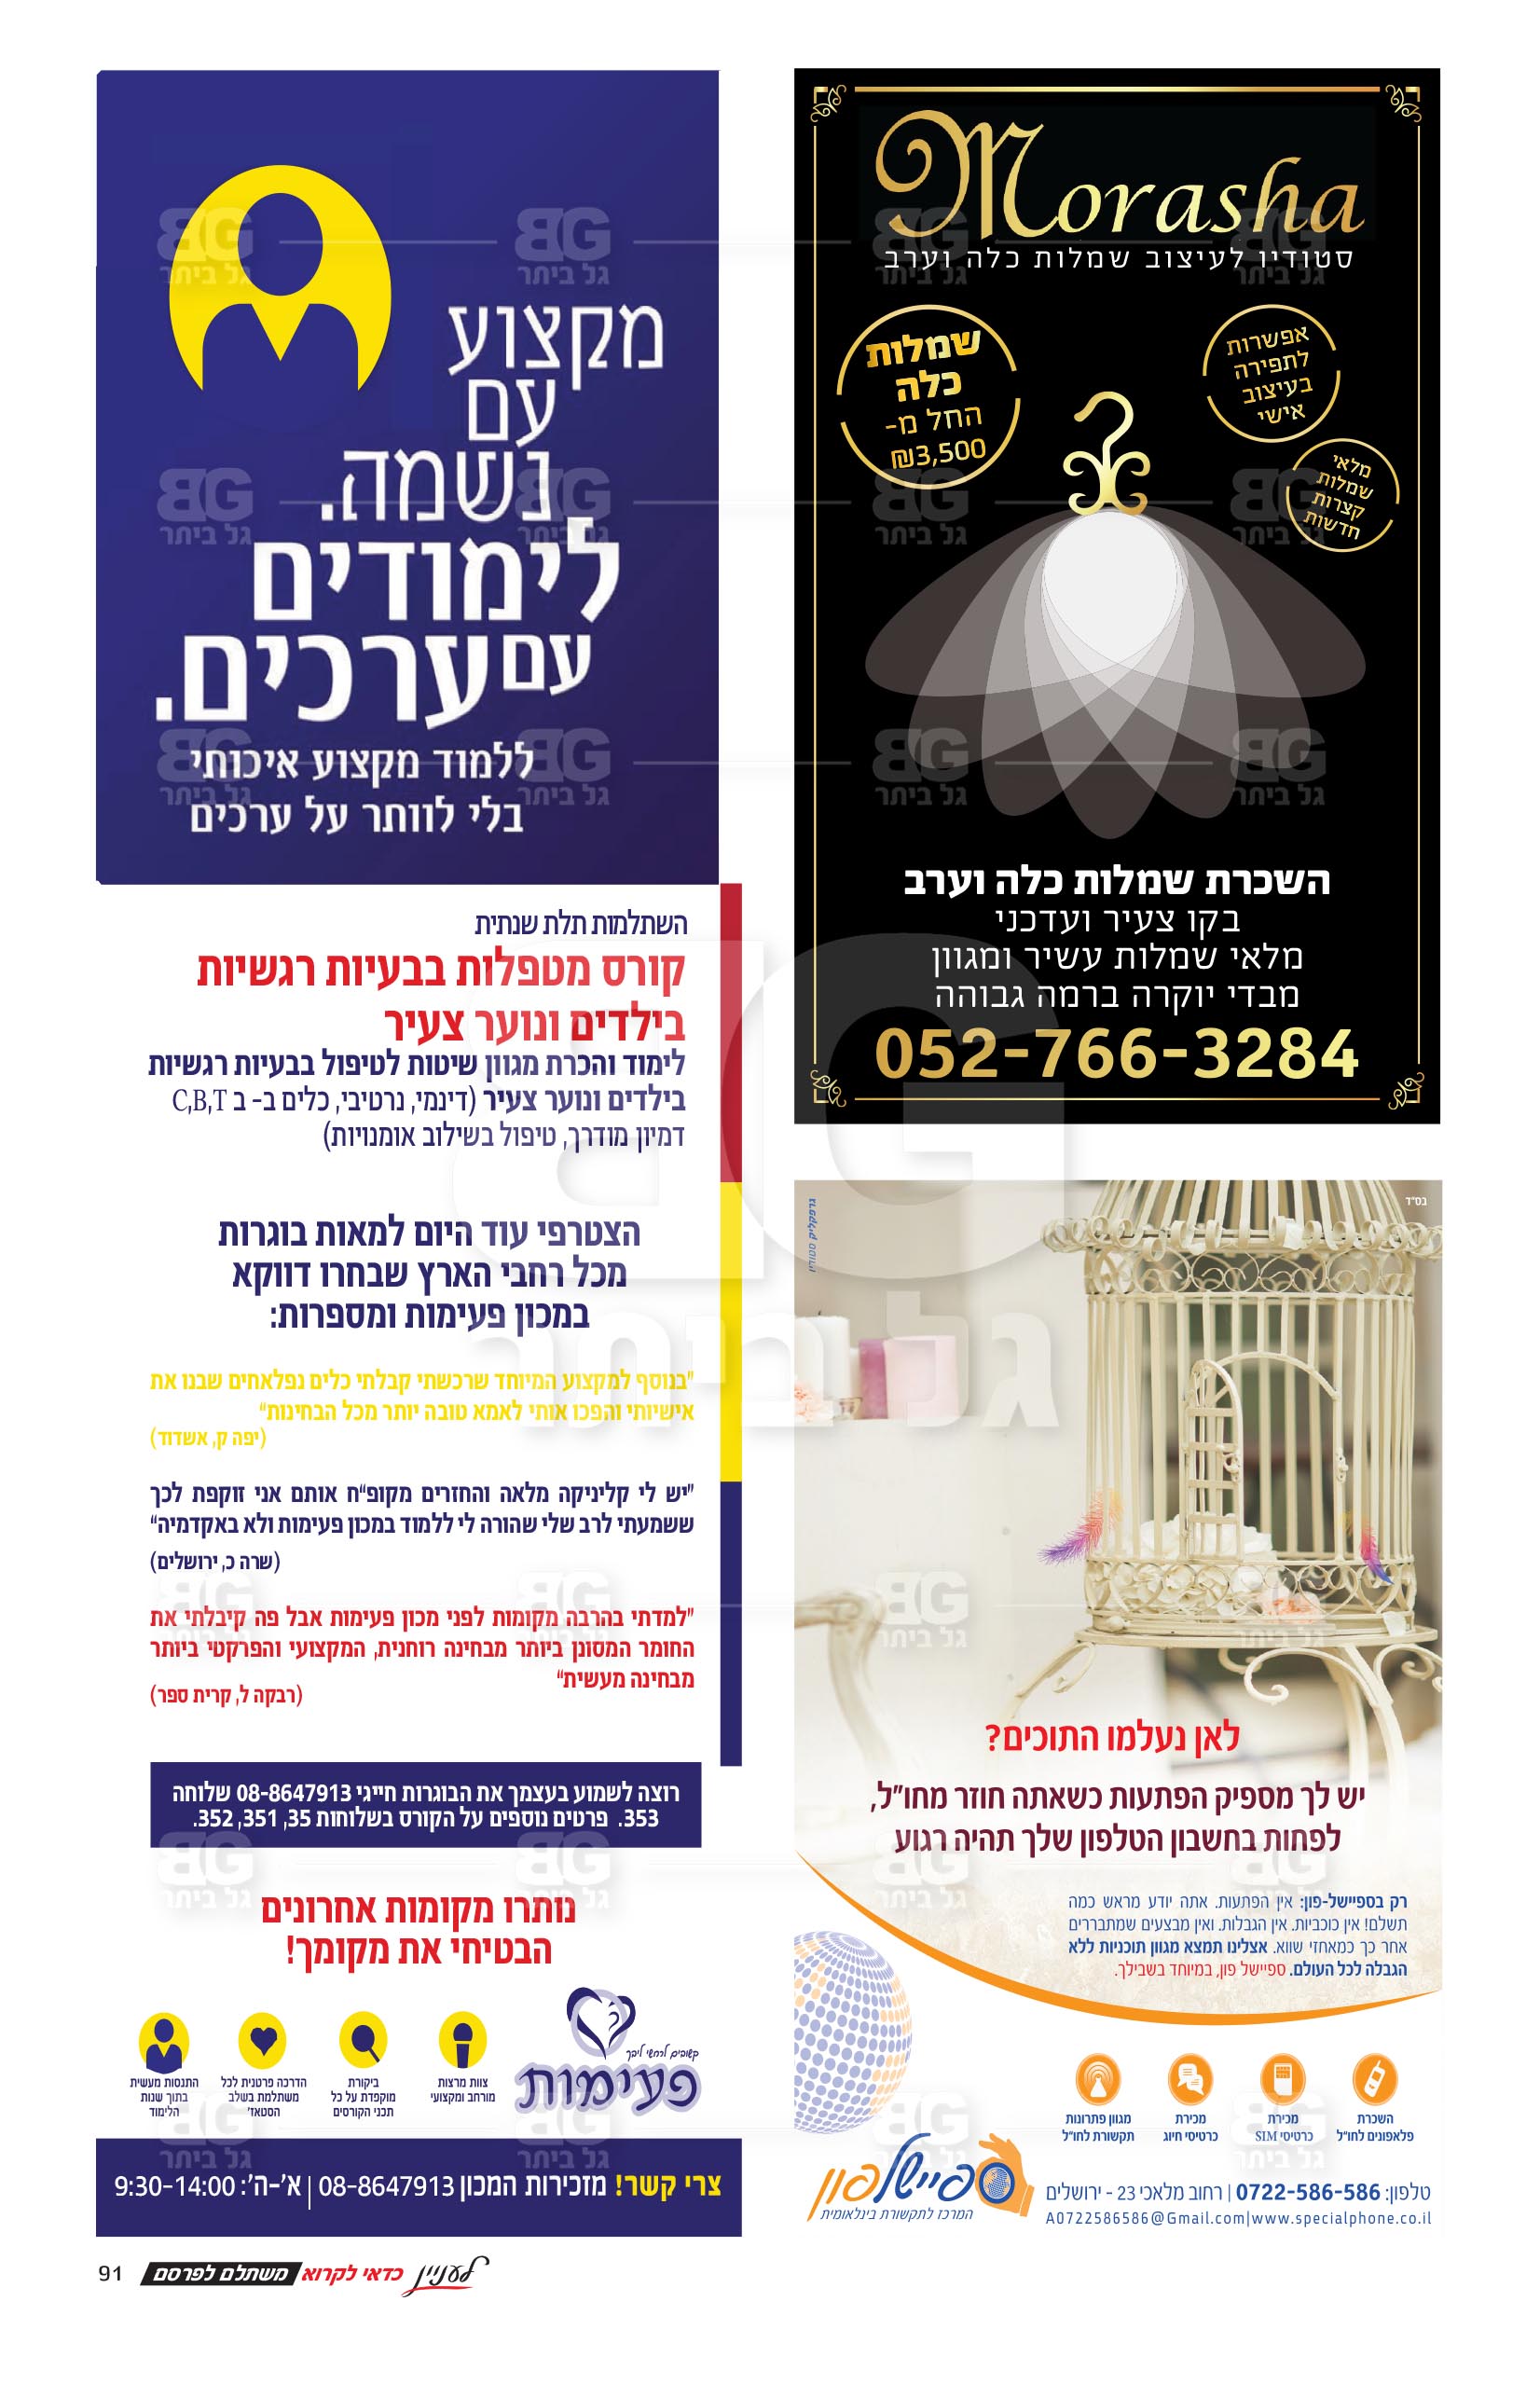 Morasha
סטודיו לעיצוב שמלות כלה וערב
אפשרות
לתפירה
בעיצוב
אישי
שמלות
כלה
החל מ-
3,500₪
מלאי
שמלות
קצרות
חדשות
השכרת שמלות כלה וערב
בקו צעיר ועדכני
מלאי שמלות עשיר ומגוון
מבדי יוקרה ברמה גבוהה
052-766-3284
בס"ד
גרפקליק סטודיו
לאן נעלמו התוכים?
יש לך מספיק הפתעות כשאתה חוזר מחו"ל,
לפחות בחשבון הטלפון שלך תהיה רגוע
רק בספיישל-פון: אין הפתעות. אתה יודע מראש כמה
תשלם! אין כוכביות. אין הגבלות. ואין מבצעים שמתבררים
אחר כך כמאחזי שווא. אצלינו תמצא מגוון תוכניות ללא
הגבלה לכל העולם. ספיישל פון, במיוחד בשבילך.
השכרת
פלאפונים לחו"ל
מכירת
כרטיסי SIM
מכירת
כרטיסי חיוג
מגוון פתרונות
תקשורת לחו"ל
ספיישלפון
המרכז לתקשורת בינלאומית
טלפון: 0722-586-586 | רחוב מלאכי 23 - ירושלים
A0722586586@Gmail.com|www.specialphone.co.il
מקצוע
עם
נשמה.
לימודים
עם ערכים.
ללמוד מקצוע איכותי
בלי לוותר על ערכים
השתלמות תלת שנתית
קורס מטפלות בבעיות רגשיות
בילדים ונוער צעיר
לימוד והכרת מגוון שיטות לטיפול בבעיות רגשיות
בילדים ונוער צעיר (דינמי, נרטיבי, כלים ב- ב C,B,T
דמיון מודרך, טיפול בשילוב אומנויות)
הצטרפי עוד היום למאות בוגרות
מכל רחבי הארץ שבחרו דווקא
במכון פעימות ומספרות:
"בנוסף למקצוע המיוחד שרכשתי קבלתי כלים נפלאחים שבנו את
אישיותי והפכו אותי לאמא טובה יותר מכל הבחינות"
(יפה ק, אשדוד)
"יש לי קליניקה מלאה והחזרים מקופ"ח אותם אני זוקפת לכך
ששמעתי לרב שלי שהורה לי ללמוד במכון פעימות ולא באקדמיה"
(שרה כ, ירושלים)
"למדתי בהרבה מקומות לפני מכון פעימות אבל פה קיבלתי את
החומר המסונן ביותר מבחינה רוחנית, המקצועי והפרקטי ביותר
מבחינה מעשית"
(רבקה ל, קרית ספר)
רוצה לשמוע בעצמך את הבוגרות חייגי 08-8647913 שלוחה
353. פרטים נוספים על הקורס בשלוחות 35, 351, 352.
נותרו מקומות אחרונים
הבטיחי את מקומך!
קשובים לרחשי ליבך
פעימות
צוות מרצות
מורחב ומקצועי
ביקורת
מוקפדת על כל
תכני הקורסים
הדרכה פרטנית לכל
משתלמת בשלב
הסטאז'
התנסות מעשית
בתוך שנות
הלימוד
צרי קשר! מזכירות המכון 08-8647913 | א'-ה': 9:30-14:00
לעניין כדאי לקרוא משתלם לפרסם 91
BG
גל ביתר